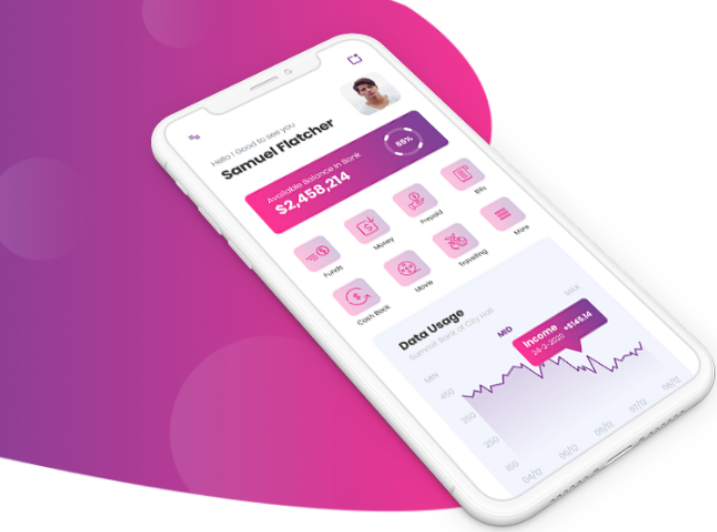 Hello ! Good to see you
Samuel Flatcher
Available Balance In Bank
$2,458,214
85%
Funds
Money
Prepaid
Bills
Cash Back
Movie
Travelling
More
Data Usage
Summit Bank of City Hall
MIN
MID
MAX
Income +$145.14
24-2-2020
450
350
250
150
04/12
05/12
06/12
07/12
08/12